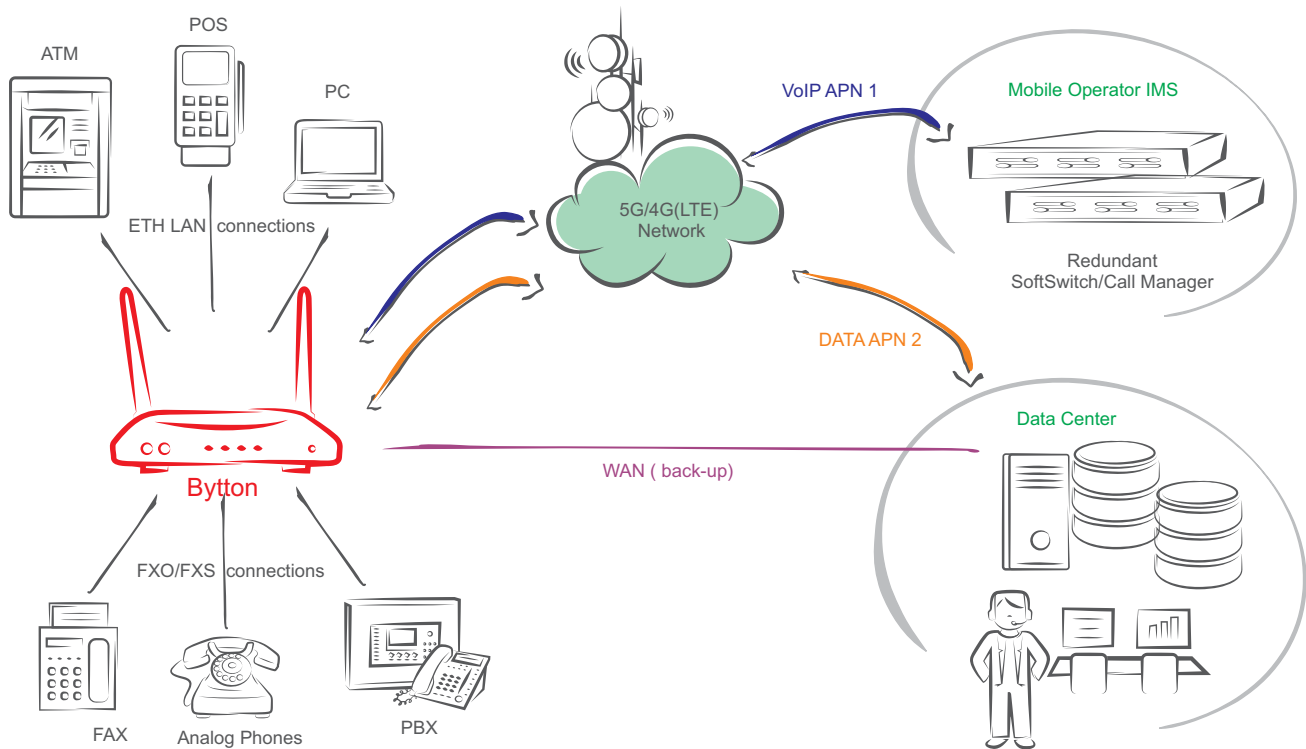 POS
ATM
PC
VoIP APN 1
Mobile Operator IMS
5G/4G(LTE)
Network
ETH LAN connections
Redundant
SoftSwitch/Call Manager
DATA APN 2
Data Center
WAN ( back-up)
Bytton
FXO/FXS connections
FAX
Analog Phones
PBX